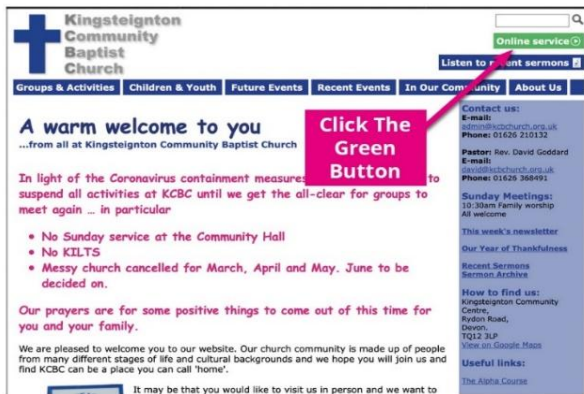 Kingsteignton
Community
Baptist
Church
Online service
Listen to recent sermons
Groups & Activities Children & Youth Future Events Recent Events In Our Community About Us
Click The
Green
Button
A warm welcome to you
...from all at Kingsteignton Community Baptist Church
In light of the Coronavirus containment measures to
suspend all activities at KCBC until we get the all-clear for groups to
meet again ... in particular
• No Sunday service at the Community Hall
• No KILTS
• Messy church cancelled for March, April and May. June to be
decided on.
Our prayers are for some positive things to come out of this time for
you and your family.
We are pleased to welcome you to our website. Our church community is made up of people
from many different stages of life and cultural backgrounds and we hope you will join us and
find KCBC can be a place you can call 'home'.
It may be that you would like to visit us in person and we want to
Contact us:
E-mail:
admin@kcbchurch.org.uk
Phone: 01626 210132
Pastor: Rev. David Goddard
E-mail:
david@kcbchurch.org.uk
Phone: 01626 368491
Sunday Meetings:
10:30am Family worship
All welcome
This week's newsletter
Our Year of Thankfulness
Recent Sermons
Sermon Archive
How to find us:
Kingsteignton Community
Centre,
Rydon Road,
Devon.
TQ12 3LP
View on Google Maps
Useful links:
The Alpha Course